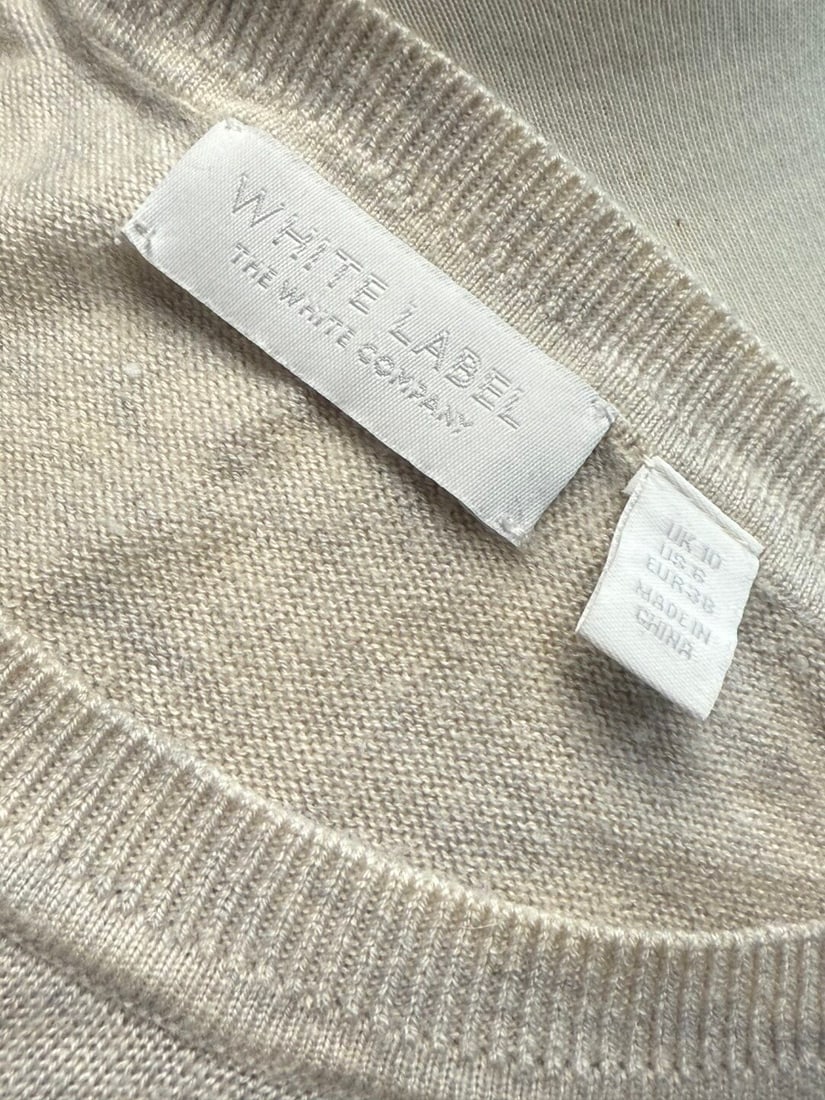 WHITE LABEL
THE WHITE COMPANY
UK 10
US 6
EUR 38
MADE IN
CHINA